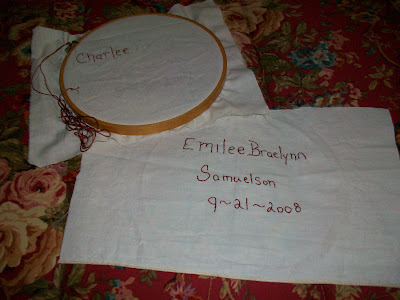 Charlee
Emilee Braelynn
Samuelson
9~21~2008